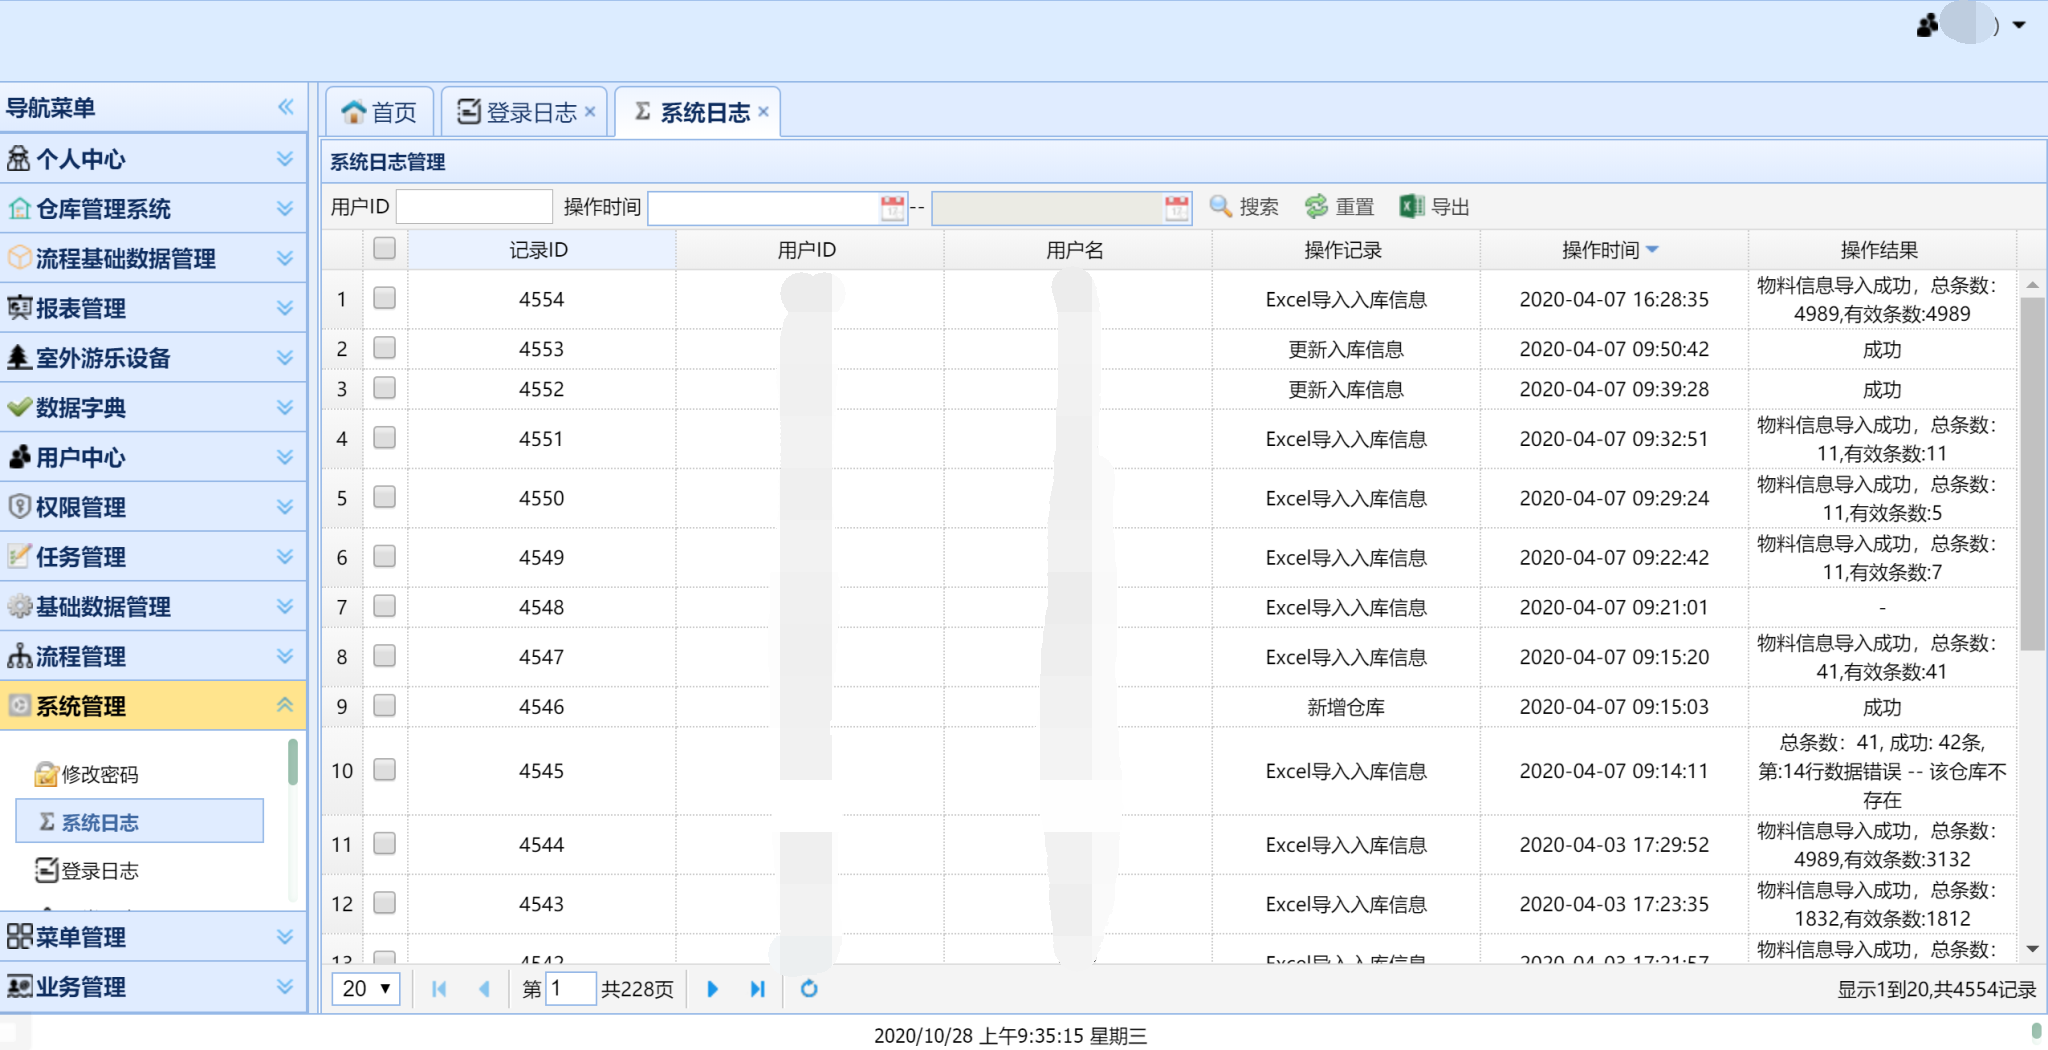 )
导航菜单
首页
登录日志
系统日志
个人中心
仓库管理系统
流程基础数据管理
报表管理
室外游乐设备
数据字典
用户中心
权限管理
任务管理
基础数据管理
流程管理
系统管理
修改密码
系统日志
登录日志
菜单管理
业务管理
系统日志管理
用户ID 操作时间 -- 搜索 重置 导出
记录ID 用户ID 用户名 操作记录 操作时间 操作结果
1 4554 Excel导入入库信息 2020-04-07 16:28:35 物料信息导入成功，总条数：
4989,有效条数:4989
2 4553 更新入库信息 2020-04-07 09:50:42 成功
3 4552 更新入库信息 2020-04-07 09:39:28 成功
4 4551 Excel导入入库信息 2020-04-07 09:32:51 物料信息导入成功，总条数：
11,有效条数:11
5 4550 Excel导入入库信息 2020-04-07 09:29:24 物料信息导入成功，总条数：
11,有效条数:5
6 4549 Excel导入入库信息 2020-04-07 09:22:42 物料信息导入成功，总条数：
11,有效条数:7
7 4548 Excel导入入库信息 2020-04-07 09:21:01 -
8 4547 Excel导入入库信息 2020-04-07 09:15:20 物料信息导入成功，总条数：
41,有效条数:41
9 4546 新增仓库 2020-04-07 09:15:03 成功
10 4545 Excel导入入库信息 2020-04-07 09:14:11 总条数：41, 成功: 42条,
第:14行数据错误 -- 该仓库不
存在
11 4544 Excel导入入库信息 2020-04-03 17:29:52 物料信息导入成功，总条数：
4989,有效条数:3132
12 4543 Excel导入入库信息 2020-04-03 17:23:35 物料信息导入成功，总条数：
1832,有效条数:1812
13 4542 Excel导入入库信息 2020-04-03 17:21:57 物料信息导入成功，总条数：
20 第 1 共228页 显示1到20,共4554记录
2020/10/28 上午9:35:15 星期三